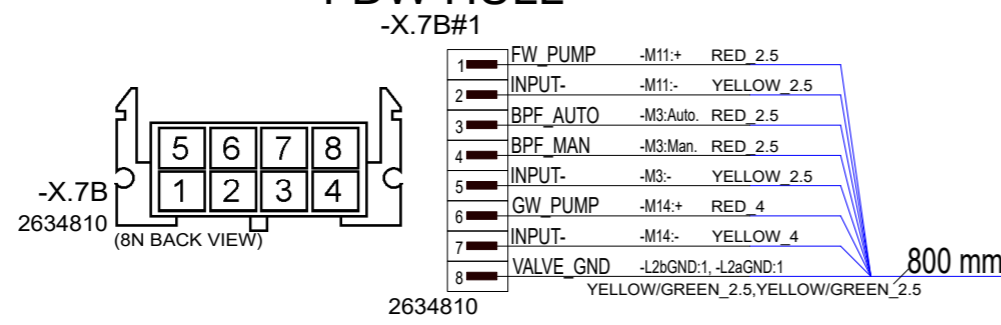 -X.7B#1
1 FW_PUMP -M11:+ RED_2.5
2 INPUT- -M11:- YELLOW_2.5
3 BPF_AUTO -M3:Auto. RED_2.5
4 BPF_MAN -M3:Man. RED_2.5
5 INPUT- -M3:- YELLOW_2.5
6 GW_PUMP -M14:+ RED_4
7 INPUT- -M14:- YELLOW_4
8 VALVE_GND -L2bGND:1, -L2aGND:1
YELLOW/GREEN_2.5,YELLOW/GREEN_2.5
800 mm
2634810
5 6 7 8
1 2 3 4
-X.7B
2634810
(8N BACK VIEW)